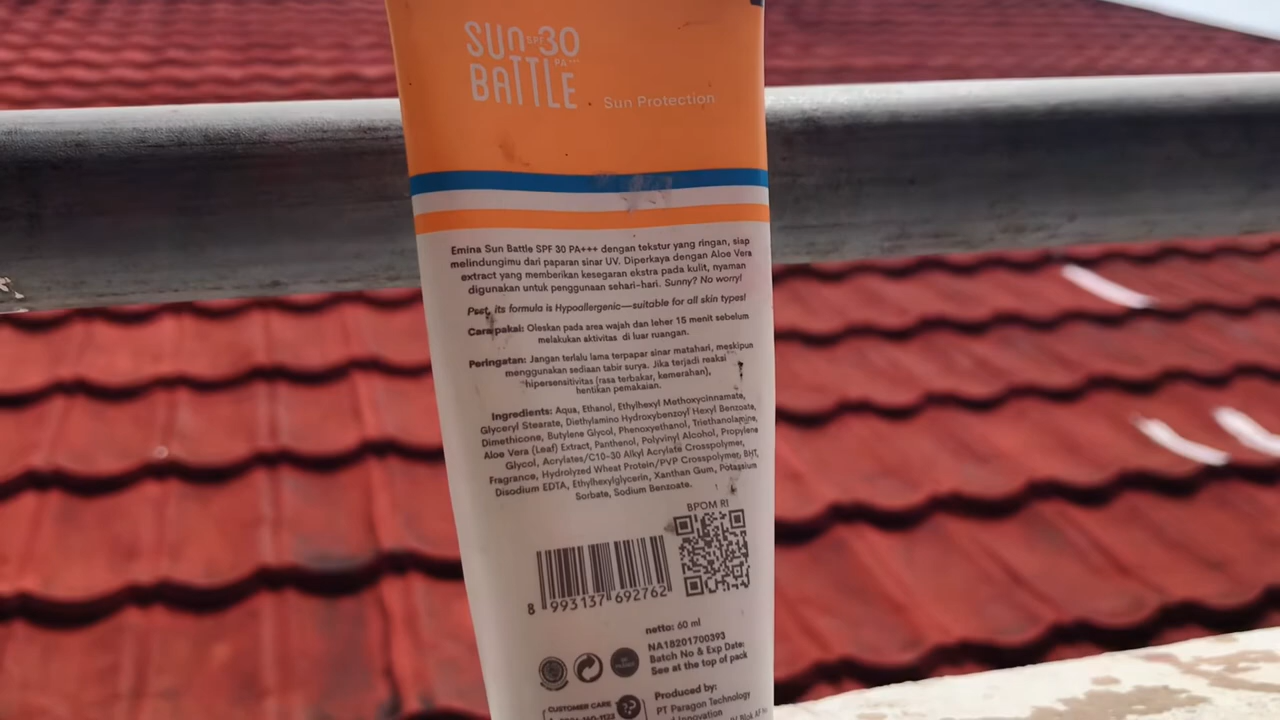 SUN SPF 30
PA+++
BATTLE
Sun Protection
Emina Sun Battle SPF 30 PA+++ dengan tekstur yang ringan, siap
melindungimu dari paparan sinar UV. Diperkaya dengan Aloe Vera
extract yang memberikan kesegaran ekstra pada kulit, nyaman
digunakan untuk penggunaan sehari-hari. Sunny? No worry!
Psst, its formula is Hypoallergenic—suitable for all skin types!
Cara pakai: Oleskan pada area wajah dan leher 15 menit sebelum
melakukan aktivitas di luar ruangan.
Peringatan: Jangan terlalu lama terpapar sinar matahari, meskipun
menggunakan sediaan tabir surya. Jika terjadi reaksi
hipersensitivitas (rasa terbakar, kemerahan),
hentikan pemakaian.
Ingredients: Aqua, Ethanol, Ethylhexyl Methoxycinnamate,
Glyceryl Stearate, Diethylamino Hydroxybenzoyl Hexyl Benzoate,
Dimethicone, Butylene Glycol, Phenoxyethanol, Triethanolamine,
Aloe Vera (Leaf) Extract, Panthenol, Polyvinyl Alcohol, Propylene
Glycol, Acrylates/C10-30 Alkyl Acrylate Crosspolymer,
Fragrance, Hydrolyzed Wheat Protein/PVP Crosspolymer, BHT,
Disodium EDTA, Ethylhexylglycerin, Xanthan Gum, Potassium
Sorbate, Sodium Benzoate.
BPOM RI
8 993137 692762
netto: 60 ml
NA18201700393
Batch No & Exp Date:
See at the top of pack
CUSTOMER CARE
Produced by:
PT Paragon Technology
Innovation